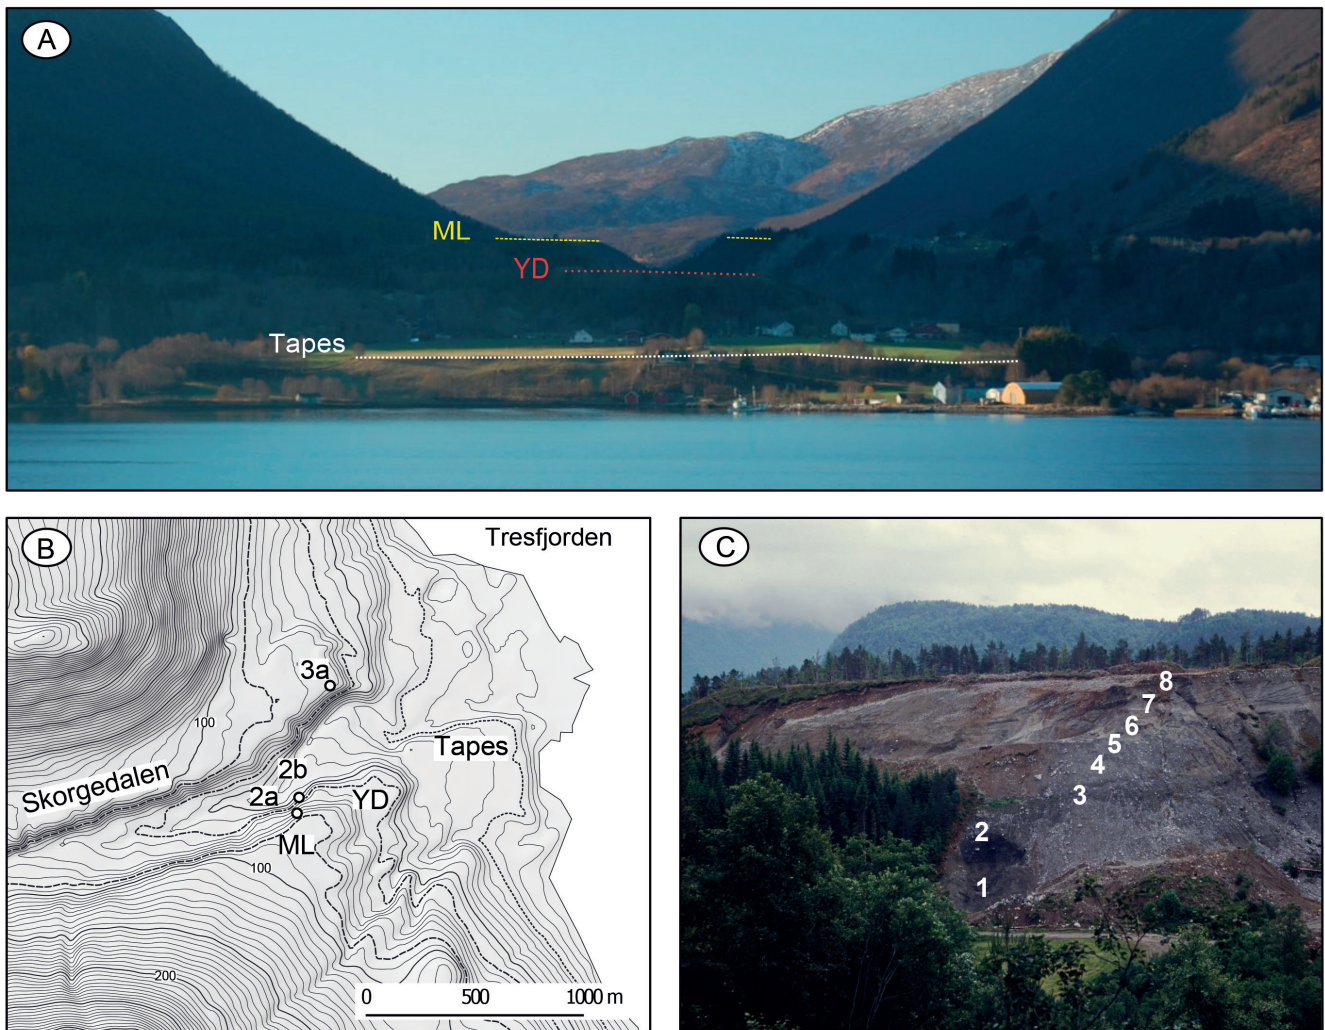 A
ML
YD
Tapes
B
Tresfjorden
3a
100
Tapes
Skorgedalen
2b
2a
YD
ML
100
200
0 500 1000 m
C
8
7
6
5
4
3
2
1